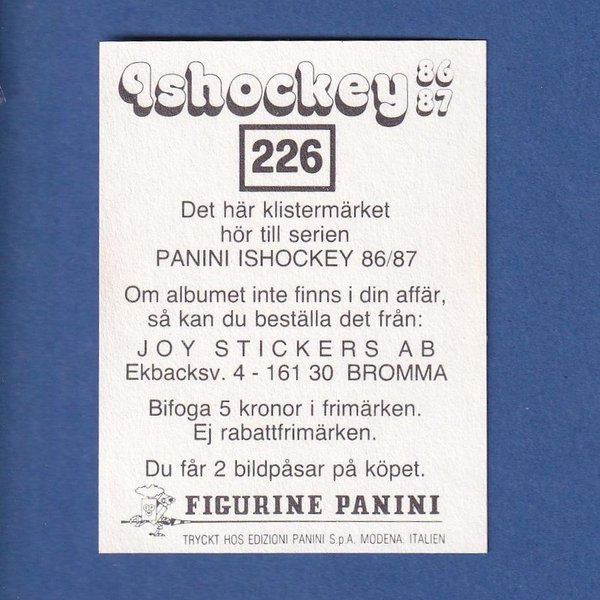 Ishockey 86
87
226
Det här klistermärket
hör till serien
PANINI ISHOCKEY 86/87
Om albumet inte finns i din affär,
så kan du beställa det från:
JOY STICKERS AB
Ekbacksv. 4 - 161 30 BROMMA
Bifoga 5 kronor i frimärken.
Ej rabattfrimärken.
Du får 2 bildpåsar på köpet.
FIGURINE PANINI
TRYCKT HOS EDIZIONI PANINI S.p.A. MODENA. ITALIEN